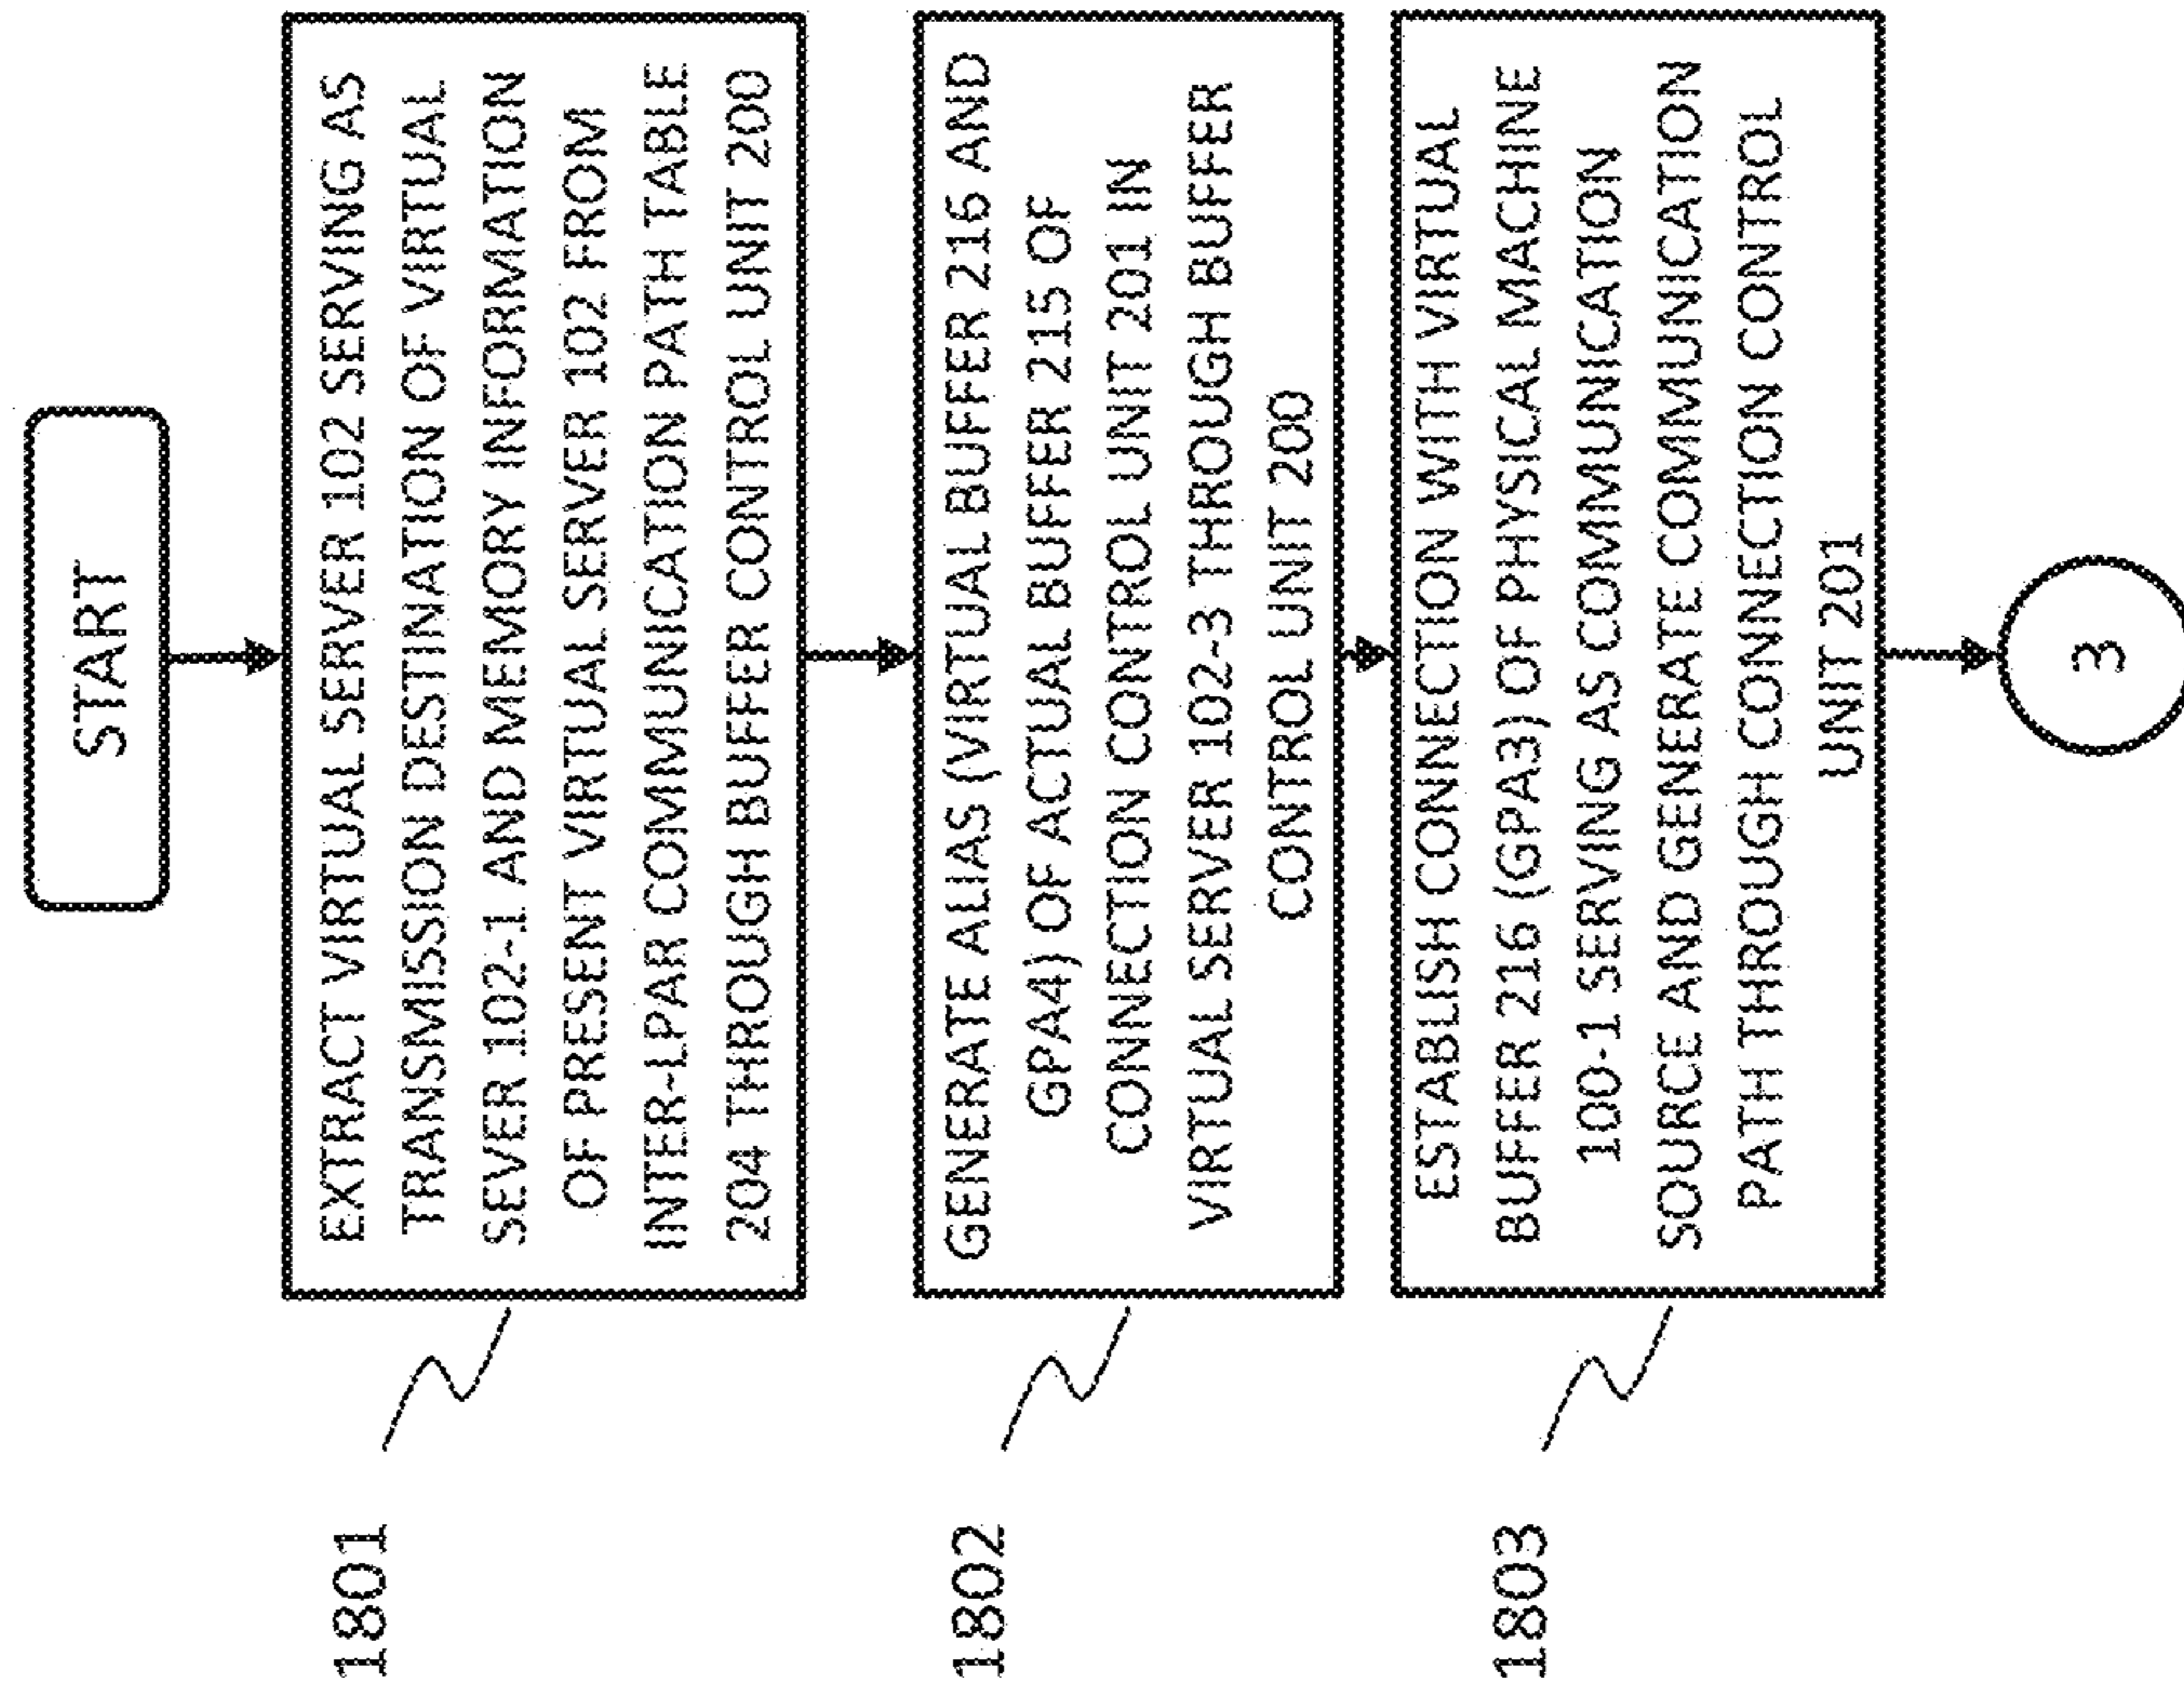 START
1801
EXTRACT VIRTUAL SERVER 102 SERVING AS
TRANSMISSION DESTINATION OF VIRTUAL
SEVER 102-1 AND MEMORY INFORMATION
OF PRESENT VIRTUAL SERVER 102 FROM
INTER-LPAR COMMUNICATION PATH TABLE
204 THROUGH BUFFER CONTROL UNIT 200
1802
GENERATE ALIAS (VIRTUAL BUFFER 216 AND
GPA4) OF ACTUAL BUFFER 215 OF
CONNECTION CONTROL UNIT 201 IN
VIRTUAL SERVER 102-3 THROUGH BUFFER
CONTROL UNIT 200
1803
ESTABLISH CONNECTION WITH VIRTUAL
BUFFER 216 (GPA3) OF PHYSICAL MACHINE
100-1 SERVING AS COMMUNICATION
SOURCE AND GENERATE COMMUNICATION
PATH THROUGH CONNECTION CONTROL
UNIT 201
3